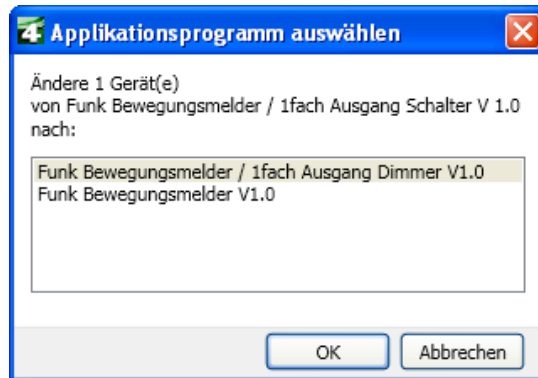 4 Applikationsprogramm auswählen
Ändere 1 Gerät(e)
von Funk Bewegungsmelder / 1fach Ausgang Schalter V 1.0
nach:
Funk Bewegungsmelder / 1fach Ausgang Dimmer V1.0
Funk Bewegungsmelder V1.0
OK Abbrechen